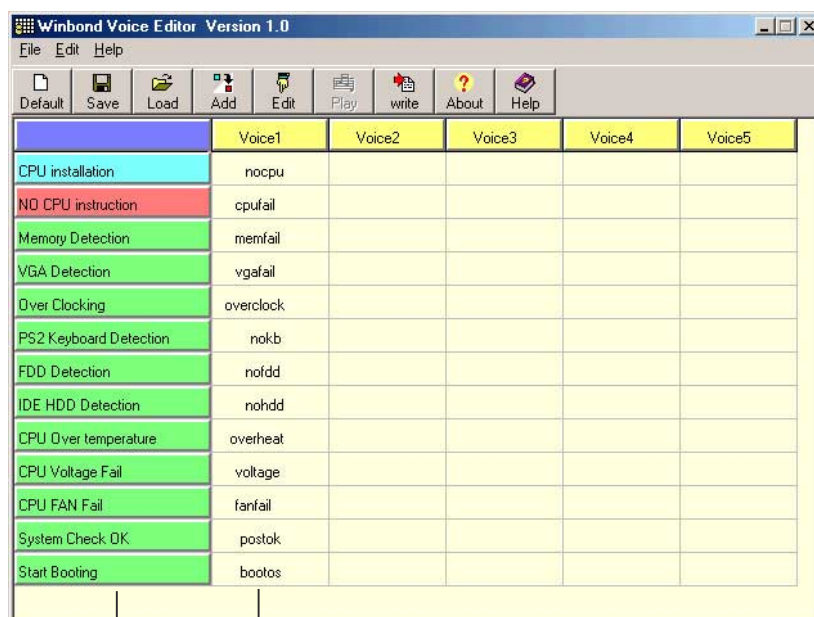 Winbond Voice Editor Version 1.0
File Edit Help
Default Save Load Add Edit Play write About Help
Voice1 Voice2 Voice3 Voice4 Voice5
CPU installation nocpu
NO CPU instruction cpufail
Memory Detection memfail
VGA Detection vgafail
Over Clocking overclock
PS2 Keyboard Detection nokb
FDD Detection nofdd
IDE HDD Detection nohdd
CPU Over temperature overheat
CPU Voltage Fail voltage
CPU FAN Fail fanfail
System Check OK postok
Start Booting bootos